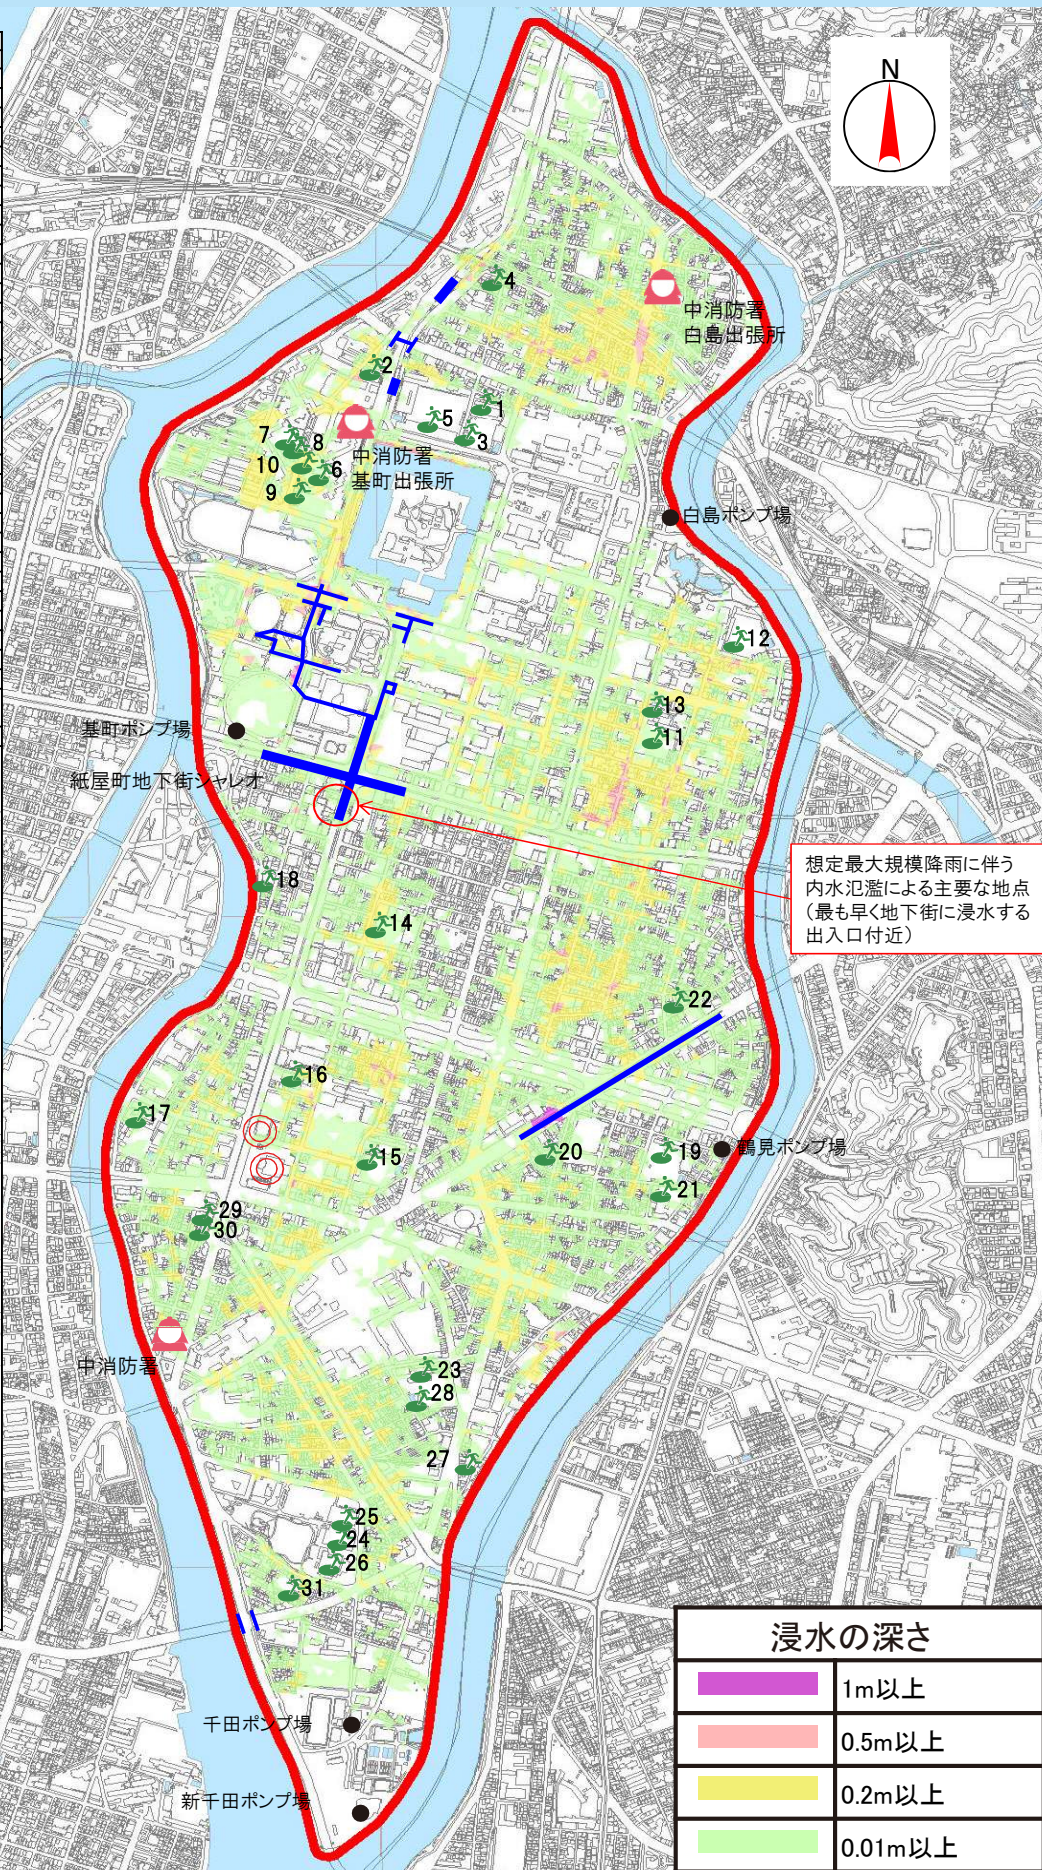 N
4
中消防署
白島出張所
2
1
5
3
7
8
中消防署
基町出張所
10
6
9
白島ポンプ場
12
13
11
基町ポンプ場
紙屋町地下街シャレオ
想定最大規模降雨に伴う
内水氾濫による主要な地点
（最も早く地下街に浸水する
出入口付近）
18
14
22
16
17
15
20
19
鶴見ポンプ場
21
29
30
中消防署
23
28
27
25
24
26
31
千田ポンプ場
新千田ポンプ場
浸水の深さ
1m以上
0.5m以上
0.2m以上
0.01m以上